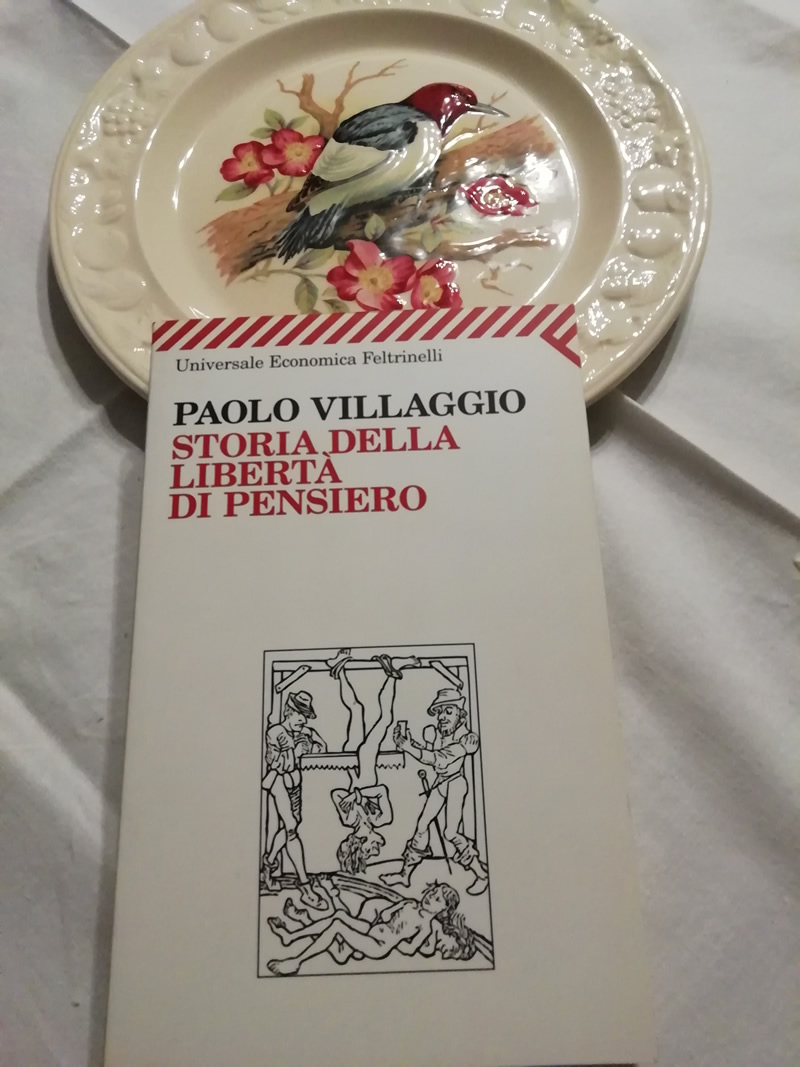 Universale Economica Feltrinelli
PAOLO VILLAGGIO
STORIA DELLA
LIBERTÀ
DI PENSIERO